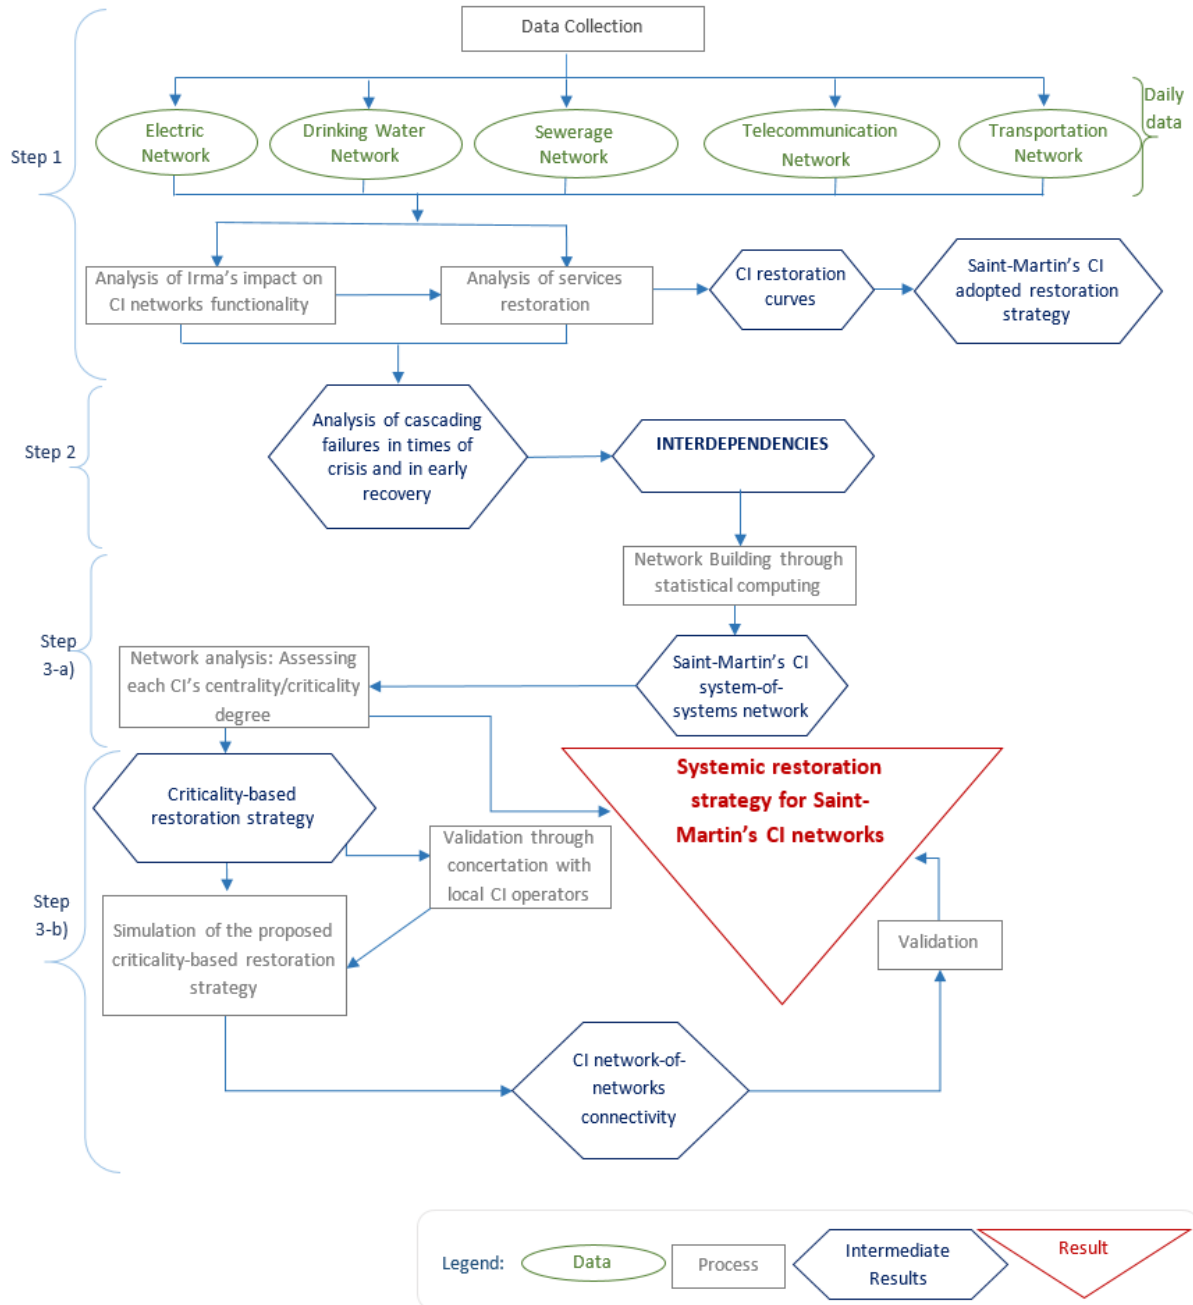 Data Collection
Daily
data
Electric
Network
Drinking Water
Network
Sewerage
Network
Telecommunication
Network
Transportation
Network
Step 1
Analysis of Irma’s impact on
CI networks functionality
Analysis of services
restoration
CI restoration
curves
Saint-Martin’s CI
adopted restoration
strategy
Step 2
Analysis of cascading
failures in times of
crisis and in early
recovery
INTERDEPENDENCIES
Network Building through
statistical computing
Step
3-a)
Network analysis: Assessing
each CI’s centrality/criticality
degree
Saint-Martin’s CI
system-of-
systems network
Criticality-based
restoration strategy
Systemic restoration
strategy for Saint-
Martin’s CI networks
Validation through
concertation with
local CI operators
Step
3-b)
Simulation of the proposed
criticality-based restoration
strategy
Validation
CI network-of-
networks
connectivity
Legend:
Data
Process
Intermediate
Results
Result